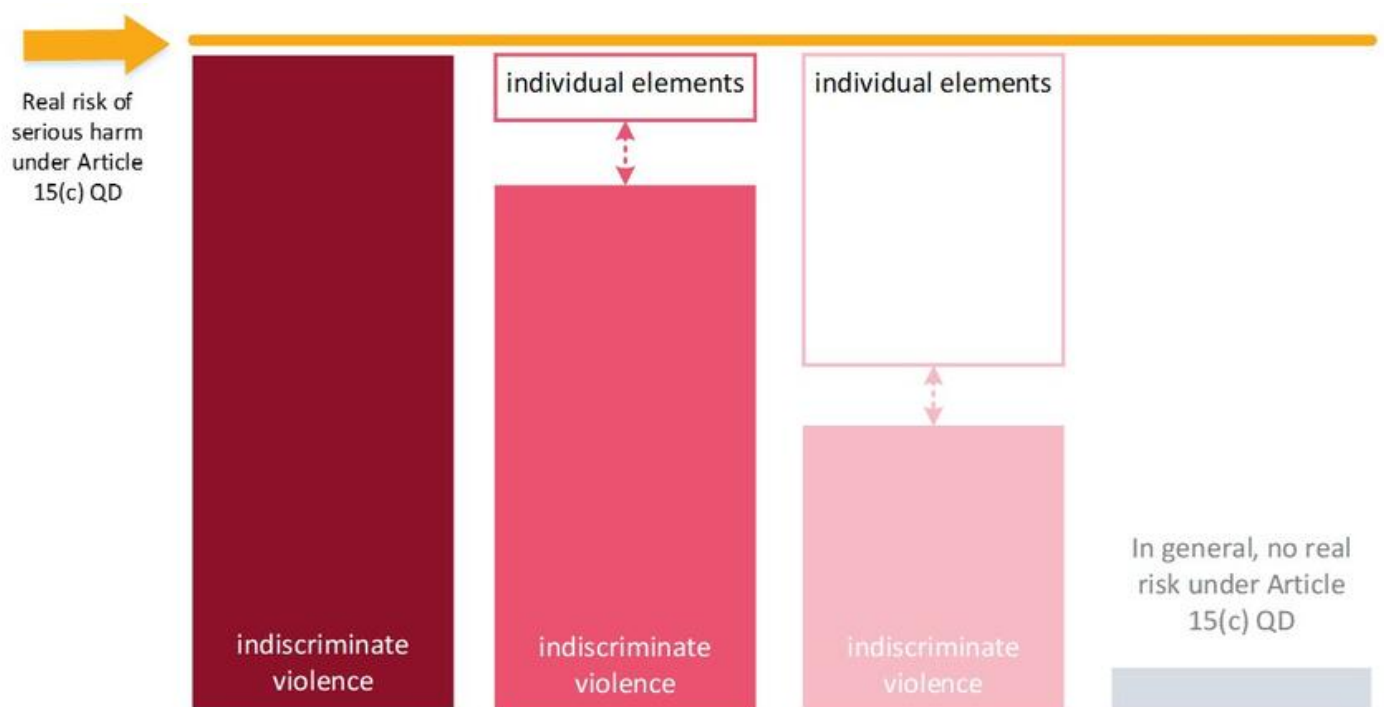 Real risk of
serious harm
under Article
15(c) QD
individual elements
individual elements
indiscriminate
violence
indiscriminate
violence
indiscriminate
violence
In general, no real
risk under Article
15(c) QD